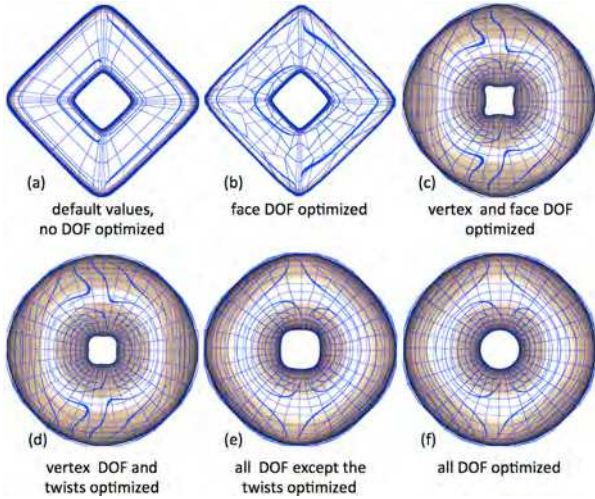 (a)
default values,
no DOF optimized
(b)
face DOF optimized
(c)
vertex and face DOF
optimized
(d)
vertex DOF and
twists optimized
(e)
all DOF except the
twists optimized
(f)
all DOF optimized